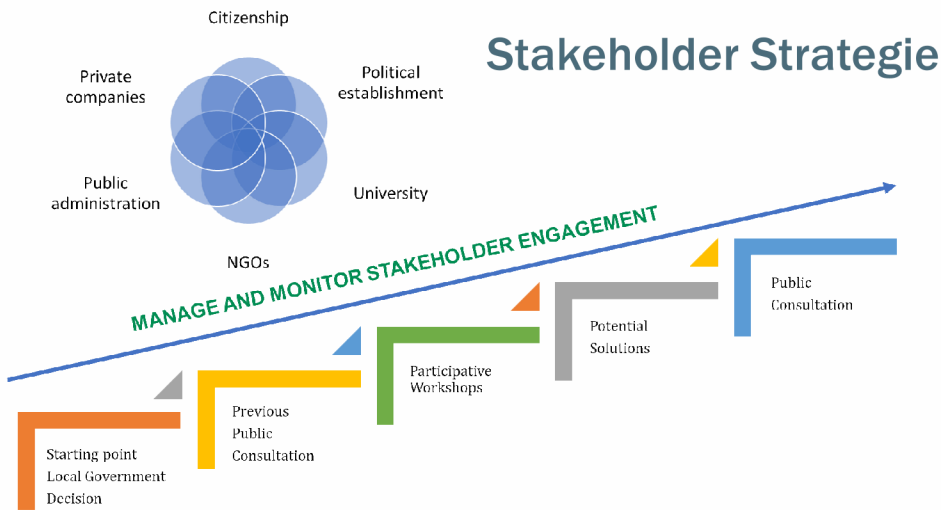 Citizenship
Stakeholder Strategie
Private
companies
Political
establishment
Public
administration
University
NGOs
MANAGE AND MONITOR STAKEHOLDER ENGAGEMENT
Starting point
Local Government
Decision
Previous
Public
Consultation
Participative
Workshops
Potential
Solutions
Public
Consultation